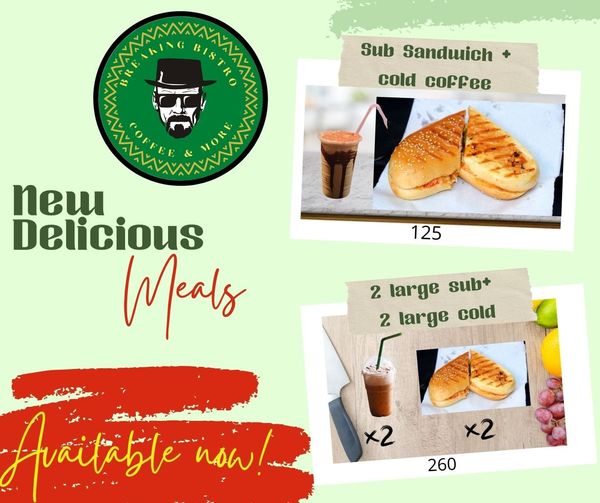 BREAKING BISTRO
COFFEE & MORE
New
Delicious
Meals
Available now!
Sub Sandwich +
cold coffee
125
2 large sub+
2 large cold
×2
×2
260